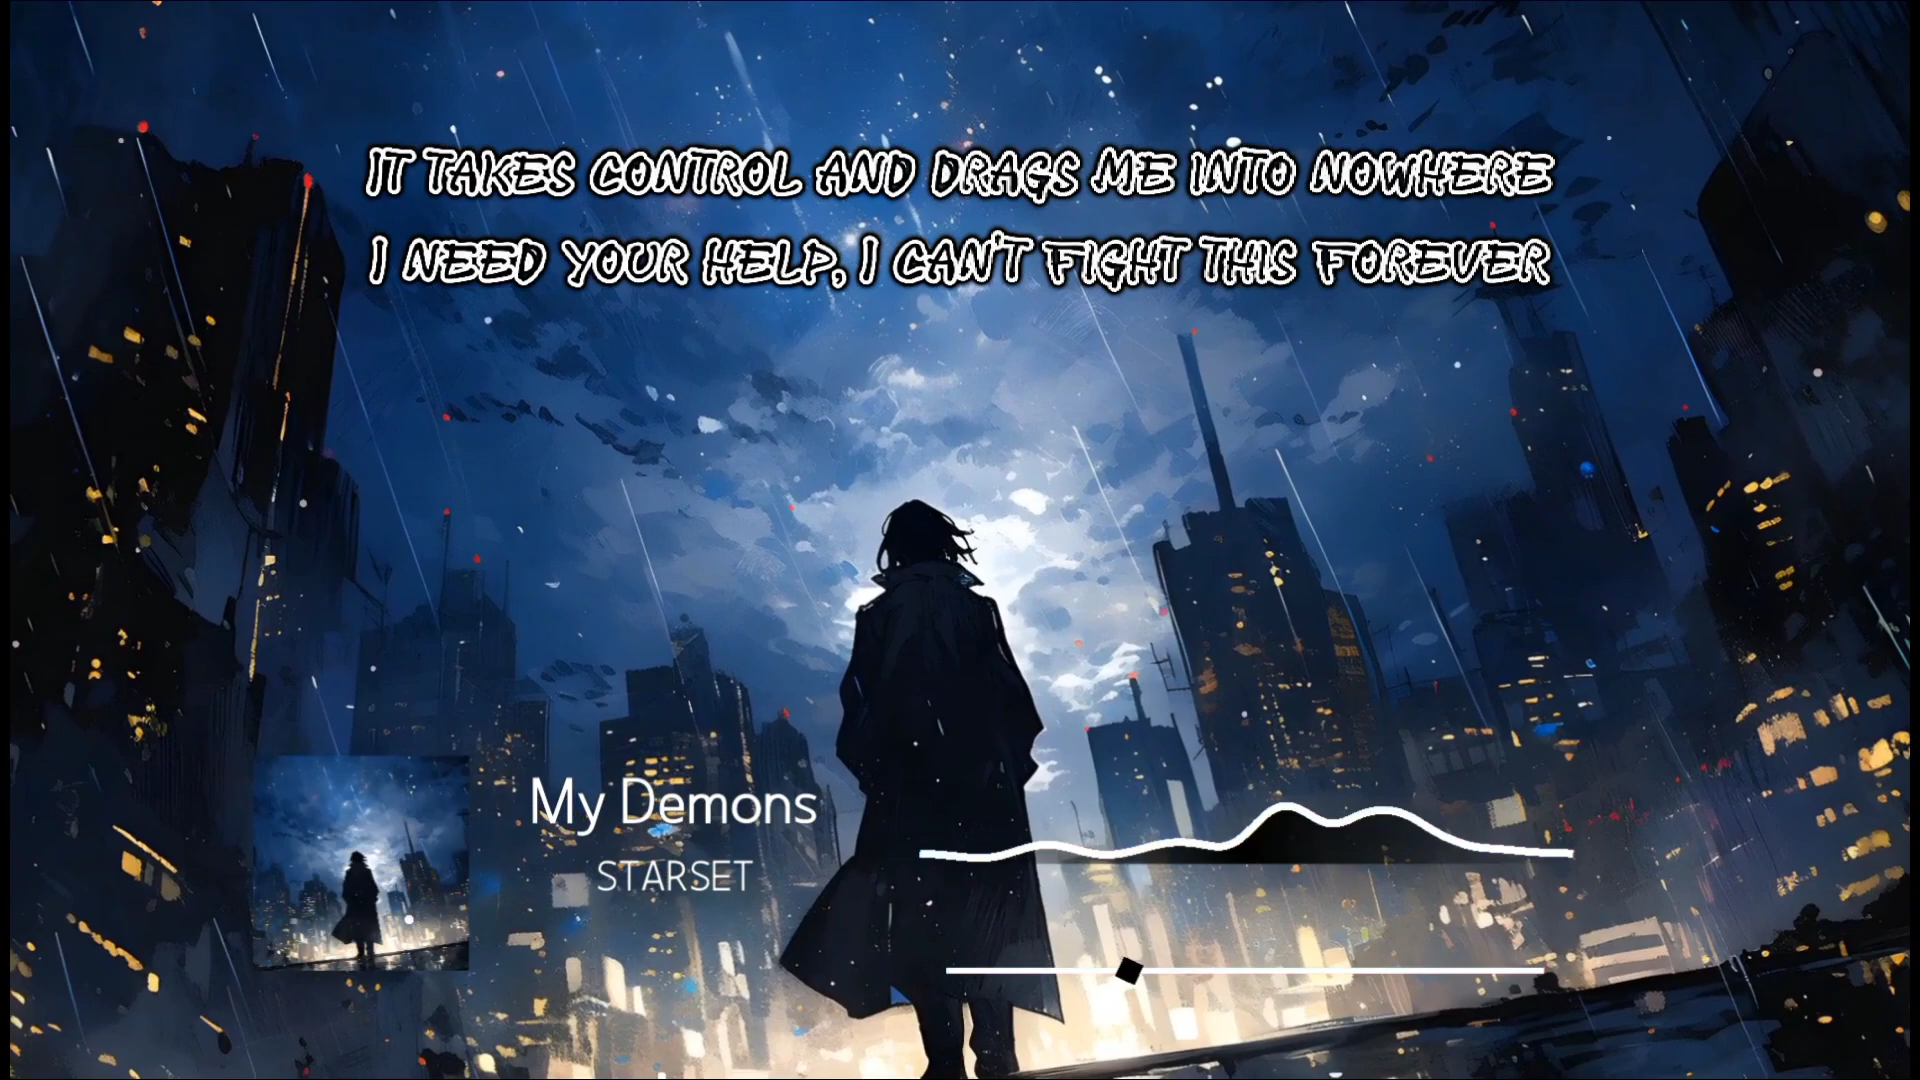 IT TAKES CONTROL AND DRAGS ME INTO NOWHERE
I NEED YOUR HELP, I CAN'T FIGHT THIS FOREVER
My Demons
STARSET